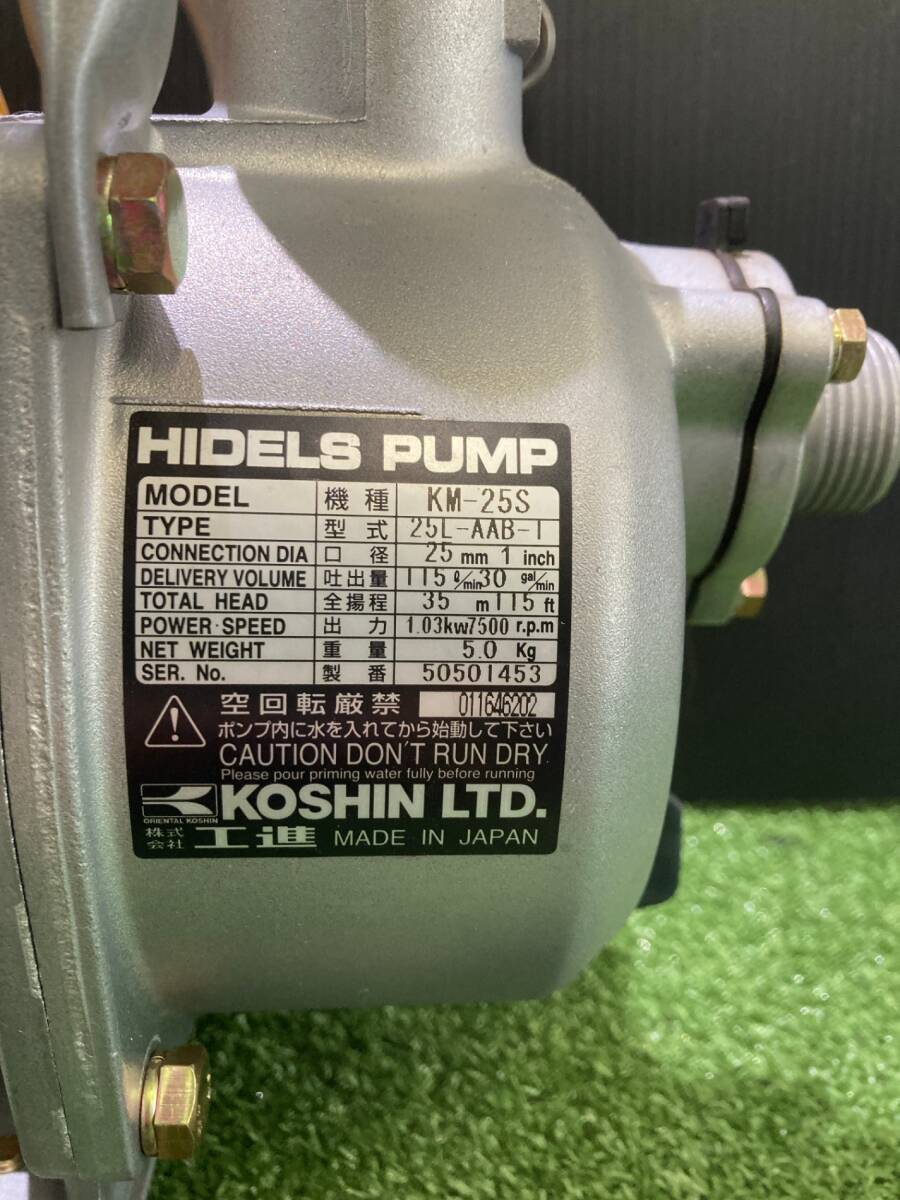 HIDELS PUMP
MODEL 機種 KM-25S
TYPE 型式 25L-AAB-1
CONNECTION DIA 口径 25 mm 1 inch
DELIVERY VOLUME 吐出量 115 ℓ/min 30 gal/min
TOTAL HEAD 全揚程 35 m 115 ft
POWER·SPEED 出力 1.03kw7500 r.p.m
NET WEIGHT 重量 5.0 Kg
SER. No. 製番 50501453
空回転厳禁 011646202
ポンプ内に水を入れてから始動して下さい
CAUTION DON'T RUN DRY
Please pour priming water fully before running
ORIENTAL KOSHIN KOSHIN LTD.
株式会社 工進 MADE IN JAPAN